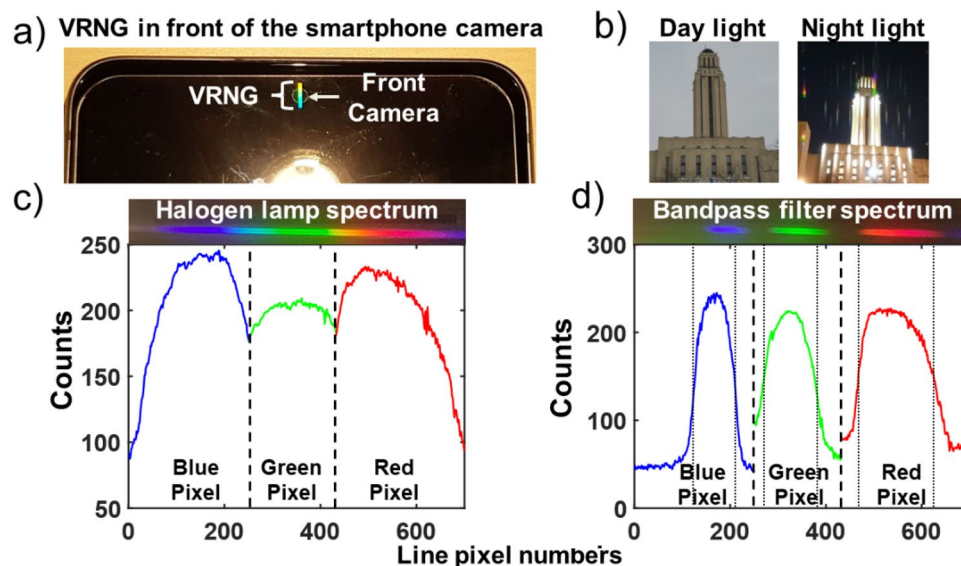 a) VRNG in front of the smartphone camera
VRNG
Front
Camera
b)
Day light
Night light
c)
Halogen lamp spectrum
250
200
150
100
50
Counts
Blue
Pixel
Green
Pixel
Red
Pixel
0
200
400
600
d)
Bandpass filter spectrum
300
200
100
0
Counts
Blue
Pixel
Green
Pixel
Red
Pixel
0
200
400
600
Line pixel numbers